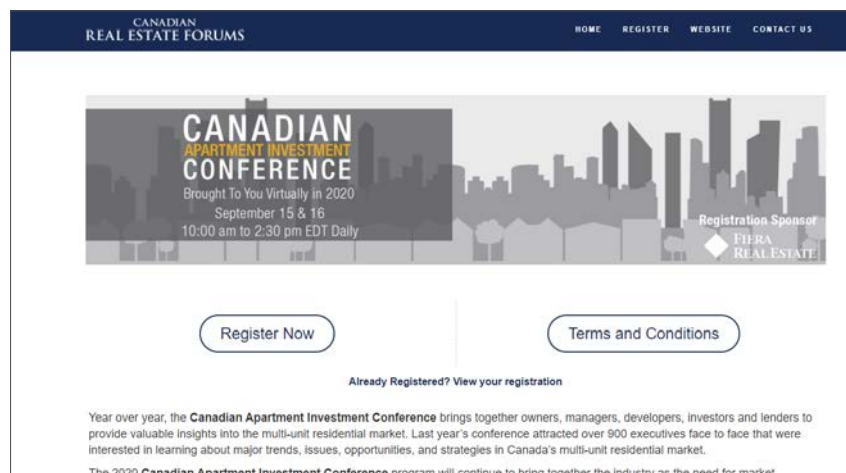 CANADIAN
REAL ESTATE FORUMS
HOME REGISTER WEBSITE CONTACT US
CANADIAN
APARTMENT INVESTMENT
CONFERENCE
Brought To You Virtually in 2020
September 15 & 16
10:00 am to 2:30 pm EDT Daily
Registration Sponsor
FIERA
REAL ESTATE
Register Now
Terms and Conditions
Already Registered? View your registration
Year over year, the Canadian Apartment Investment Conference brings together owners, managers, developers, investors and lenders to
provide valuable insights into the multi-unit residential market. Last year's conference attracted over 900 executives face to face that were
interested in learning about major trends, issues, opportunities, and strategies in Canada's multi-unit residential market.
The 2020 Canadian Apartment Investment Conference program will continue to bring together the industry as the need for market